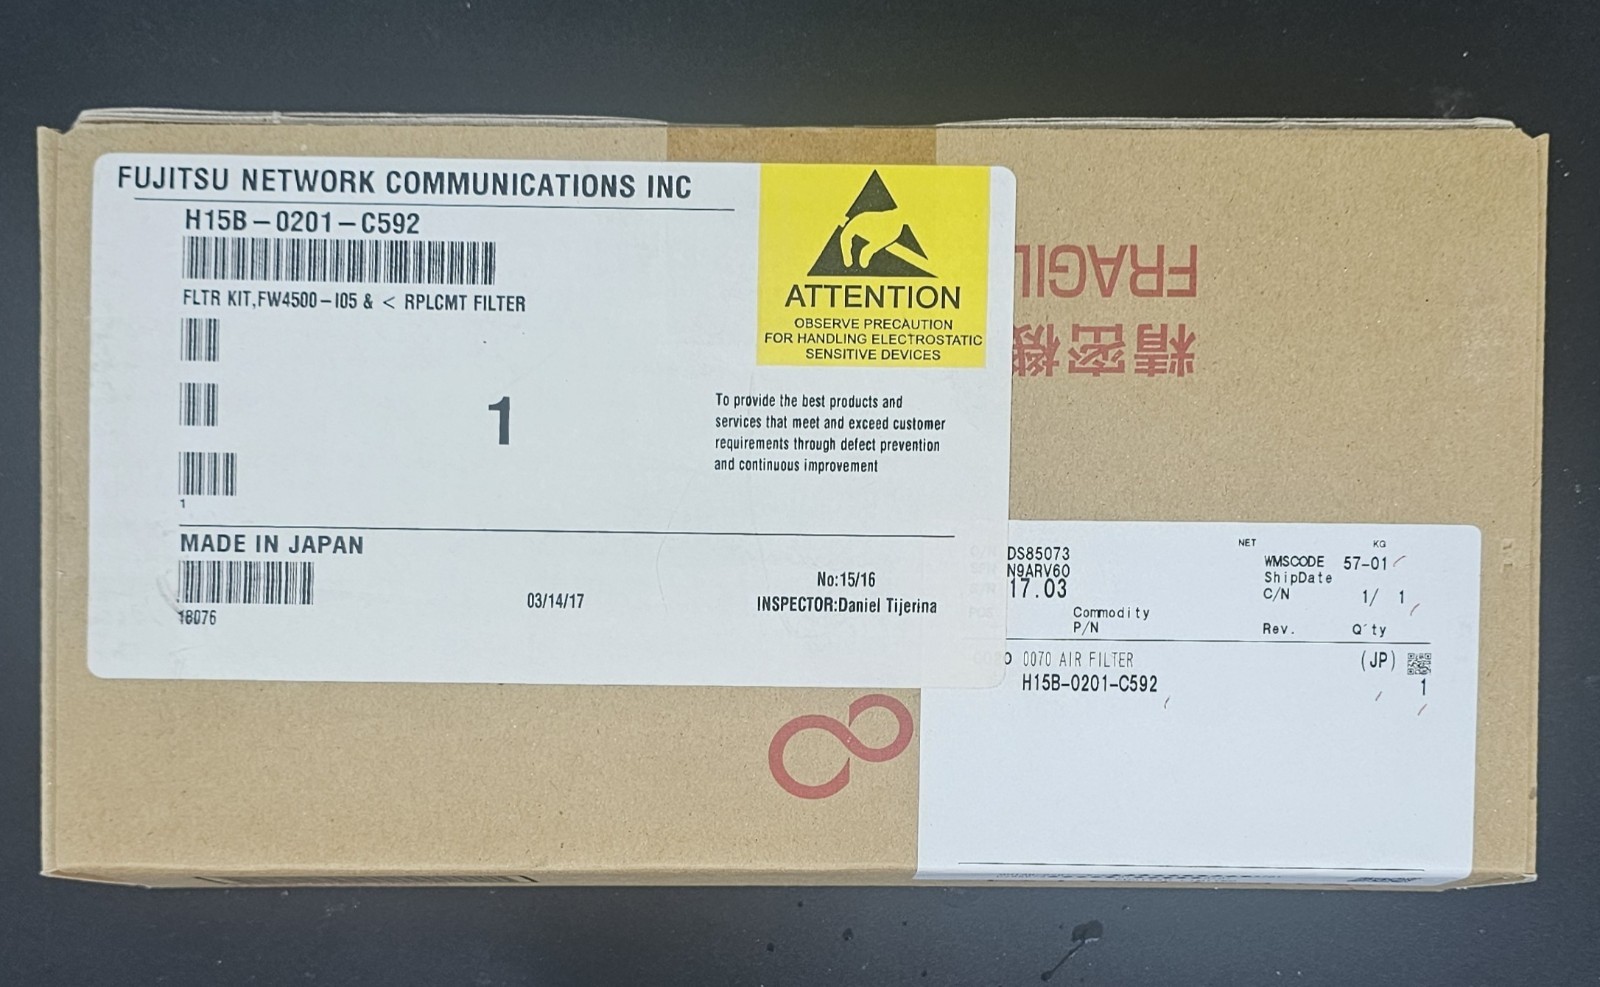 FUJITSU NETWORK COMMUNICATIONS INC
H15B-0201-C592
FLTR KIT,FW4500-I05 & < RPLCMT FILTER
1
1
MADE IN JAPAN
18076
03/14/17
No:15/16
INSPECTOR:Daniel Tijerina
ATTENTION
OBSERVE PRECAUTION
FOR HANDLING ELECTROSTATIC
SENSITIVE DEVICES
To provide the best products and
services that meet and exceed customer
requirements through defect prevention
and continuous improvement
FRAGIL
精密機
DS85073
N9ARV60
17.03
NET KG
WMSCODE 57-01
ShipDate
C/N 1/ 1
Commodity
P/N Rev. Q'ty
0070 AIR FILTER (JP)
H15B-0201-C592 1